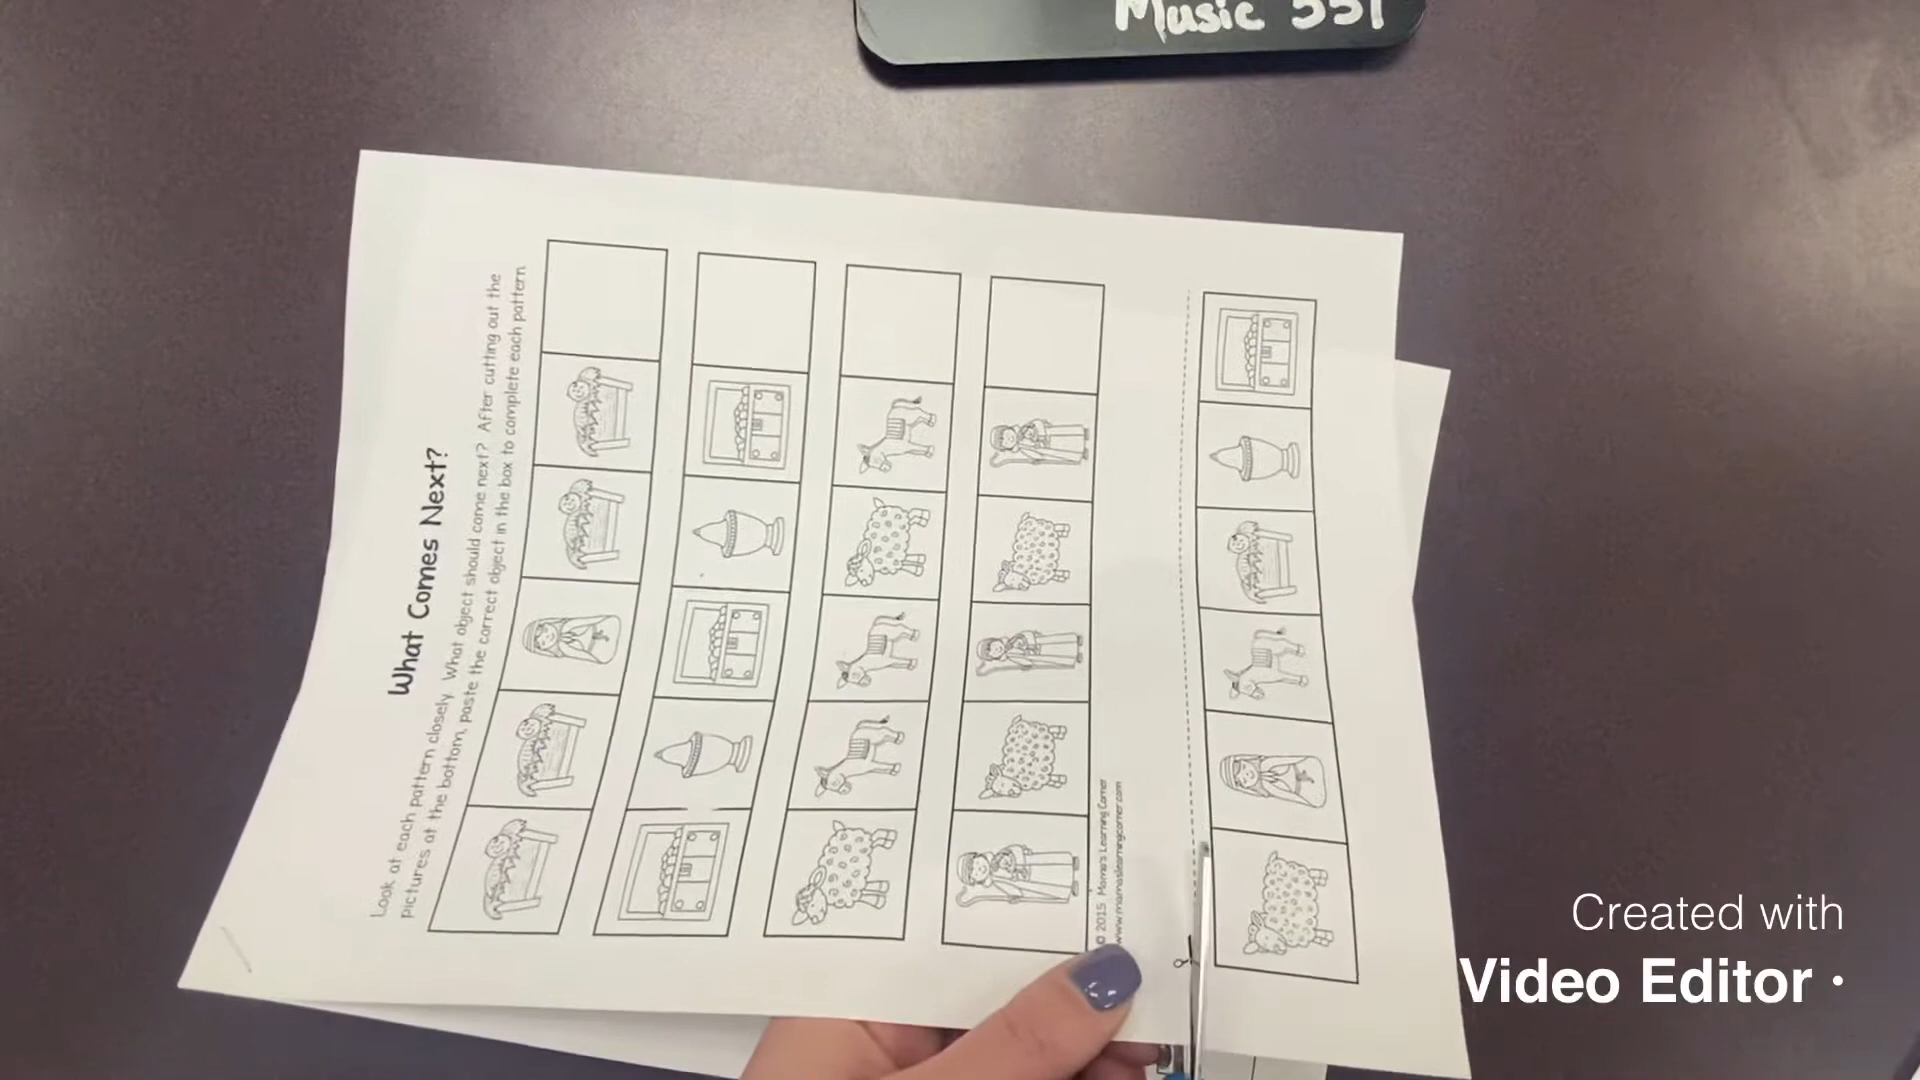 Music 331
What Comes Next?
Look at each pattern closely. What object should come next? After cutting out the
pictures at the bottom, paste the correct object in the box to complete each pattern.
© 2015 Mama's Learning Corner
www.mamaslearningcorner.com
Created with
Video Editor ·